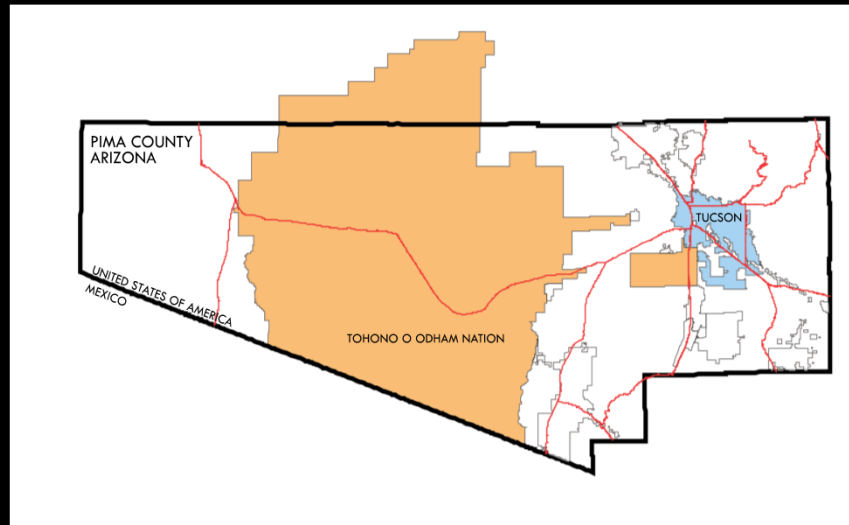 PIMA COUNTY
ARIZONA
TUCSON
UNITED STATES OF AMERICA
MEXICO
TOHONO O ODHAM NATION